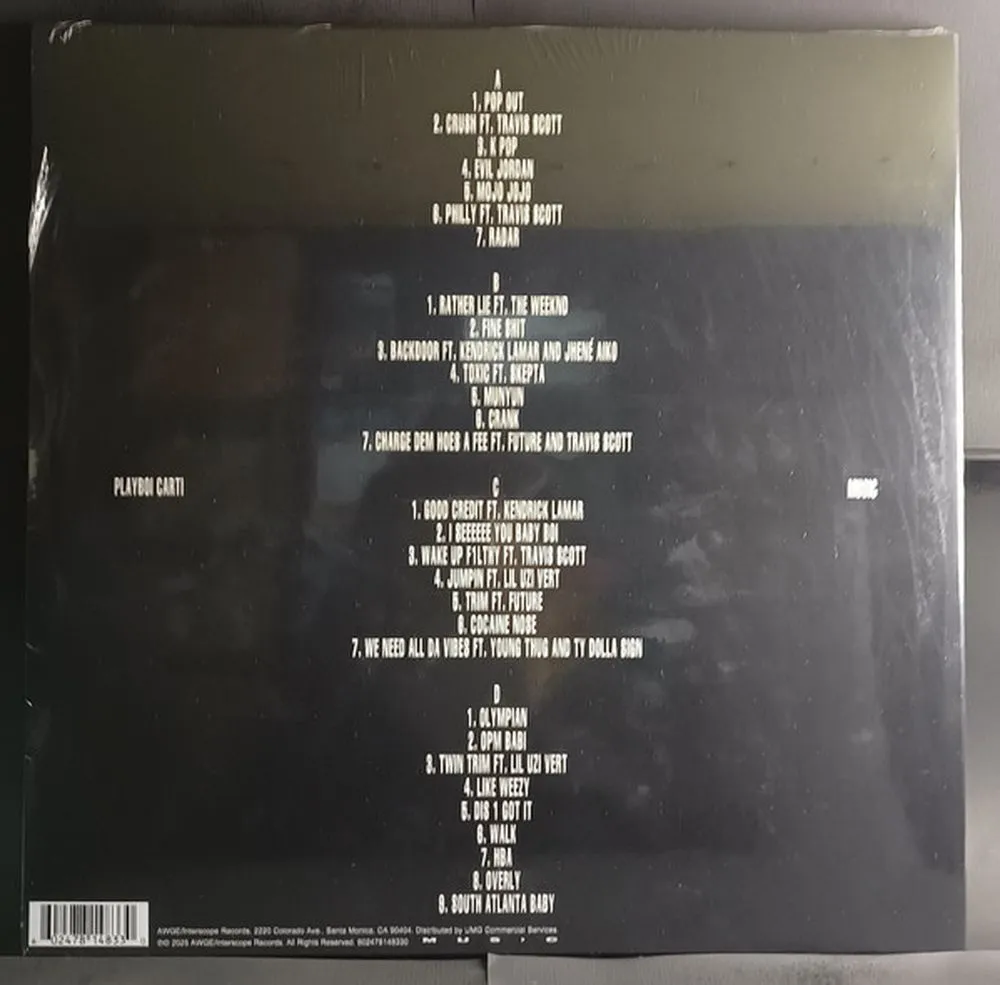 A
1. POP OUT
2. CRUSH FT. TRAVIS SCOTT
3. K POP
4. EVIL JORDAN
5. MOJO JOJO
6. PHILLY FT. TRAVIS SCOTT
7. RADAR
B
1. RATHER LIE FT. THE WEEKND
2. FINE SHIT
3. BACKDOOR FT. KENDRICK LAMAR AND JHENÉ AIKO
4. TOXIC FT. SKEPTA
5. MUNYUN
6. CRANK
7. CHARGE DEM HOES A FEE FT. FUTURE AND TRAVIS SCOTT
PLAYBOI CARTI
MUSIC
C
1. GOOD CREDIT FT. KENDRICK LAMAR
2. I SEEEEEE YOU BABY BOI
3. WAKE UP F1LTHY FT. TRAVIS SCOTT
4. JUMPIN FT. LIL UZI VERT
5. TRIM FT. FUTURE
6. COCAINE NOSE
7. WE NEED ALL DA VIBES FT. YOUNG THUG AND TY DOLLA SIGN
D
1. OLYMPIAN
2. OPM BABI
3. TWIN TRIM FT. LIL UZI VERT
4. LIKE WEEZY
5. DIS 1 GOT IT
6. WALK
7. HBA
8. OVERLY
9. SOUTH ATLANTA BABY
AWGE/Interscope Records. 2220 Colorado Ave., Santa Monica, CA 90404. Distributed by UMG Commercial Services
2025 AWGE/Interscope Records. All Rights Reserved. 602478148330
M U S I C
6 02478 14833 0